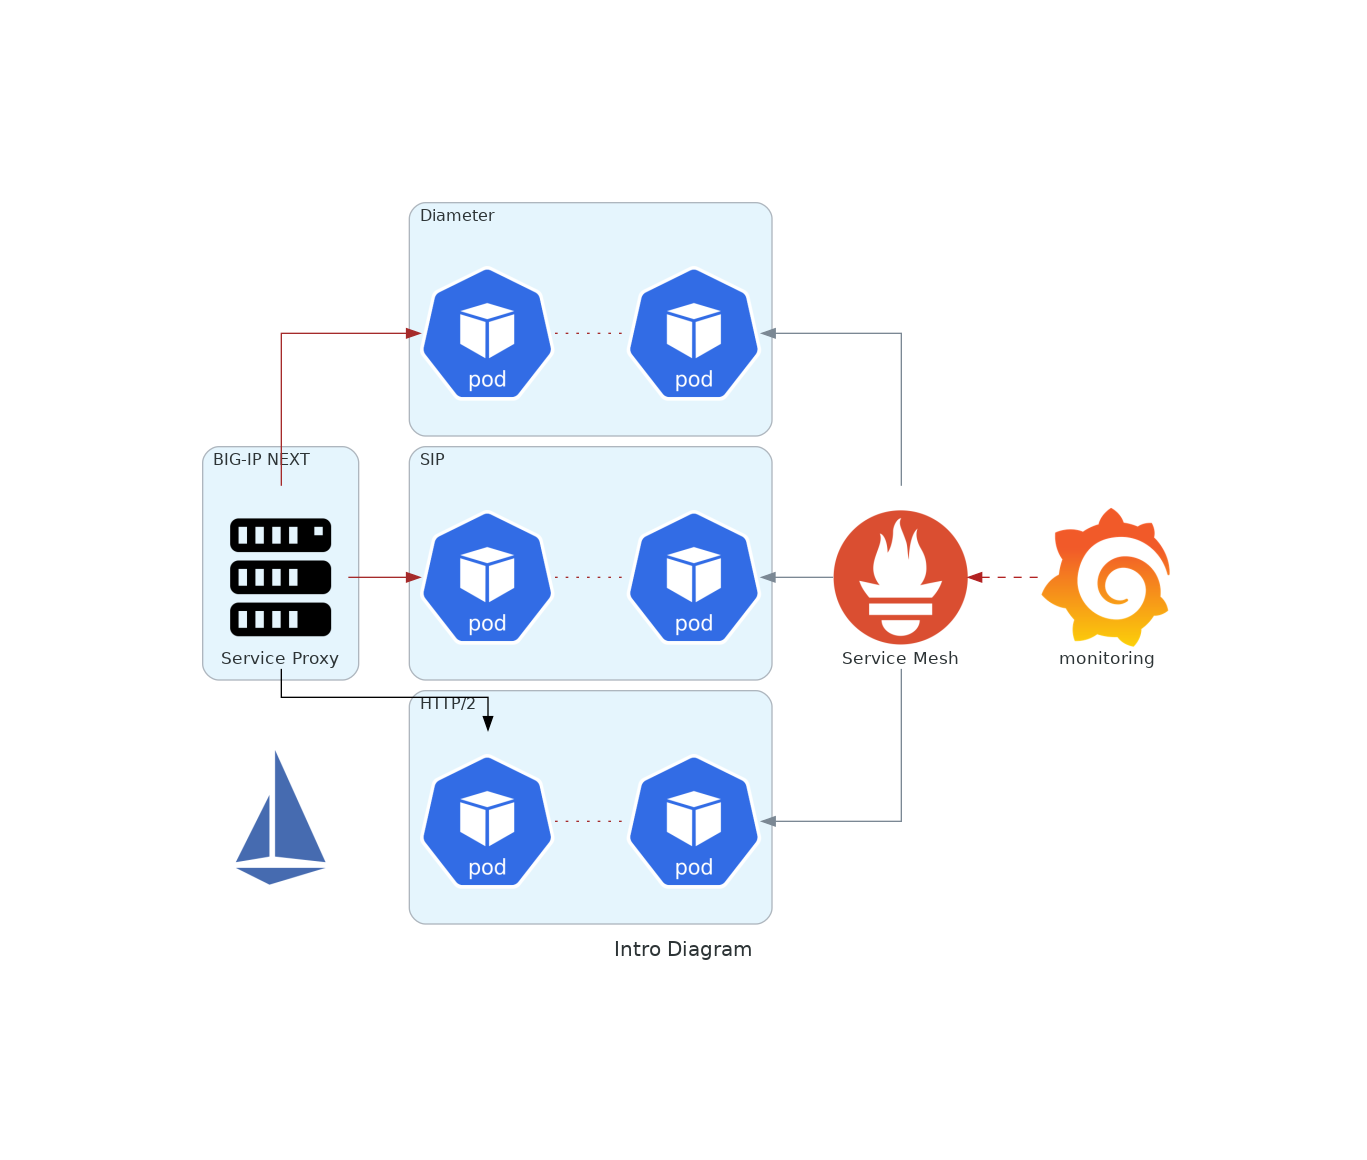 Diameter
pod
pod
BIG-IP NEXT
Service Proxy
SIP
pod
pod
Service Mesh
monitoring
HTTP/2
pod
pod
Intro Diagram